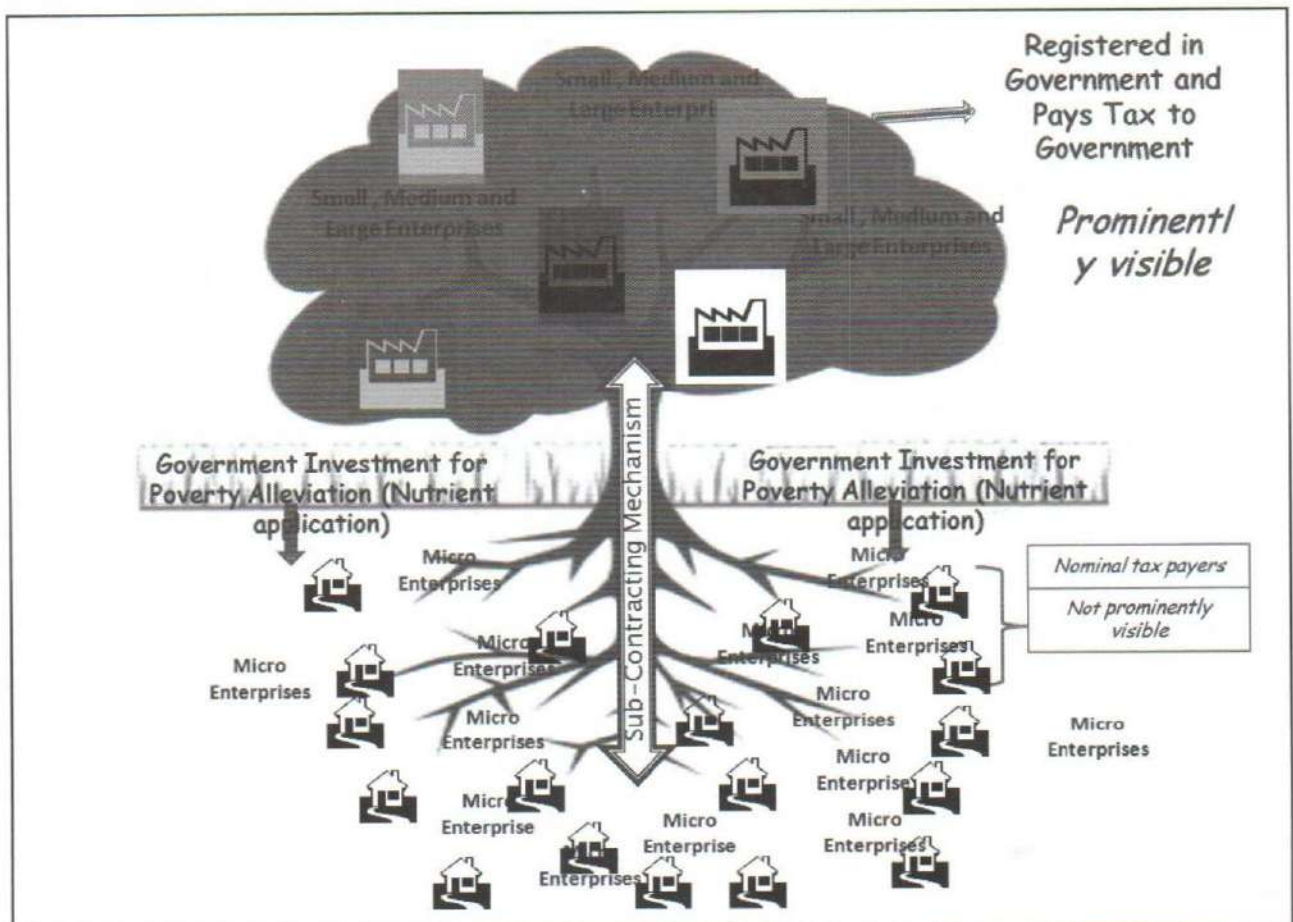 Registered in
Government and
Pays Tax to
Government
Prominentl
y visible
Small , Medium and
Large Enterpris
Small , Medium and
Large Enterprises
Small , Medium and
Large Enterprises
Sub-Contracting Mechanism
Government Investment for
Poverty Alleviation (Nutrient
application)
Government Investment for
Poverty Alleviation (Nutrient
application)
Micro
Enterprises
Micro
Enterprises
Nominal tax payers
Not prominently
visible
Micro
Enterprises
Micro
Enterprises
Micro
Enterprises
Micro
Enterprises
Micro
Enterprises
Micro
Enterprises
Micro
Enterprises
Micro
Enterprise
Micro
Enterprise
Micro
Enterprise
Micro
Enterprises
Enterprises